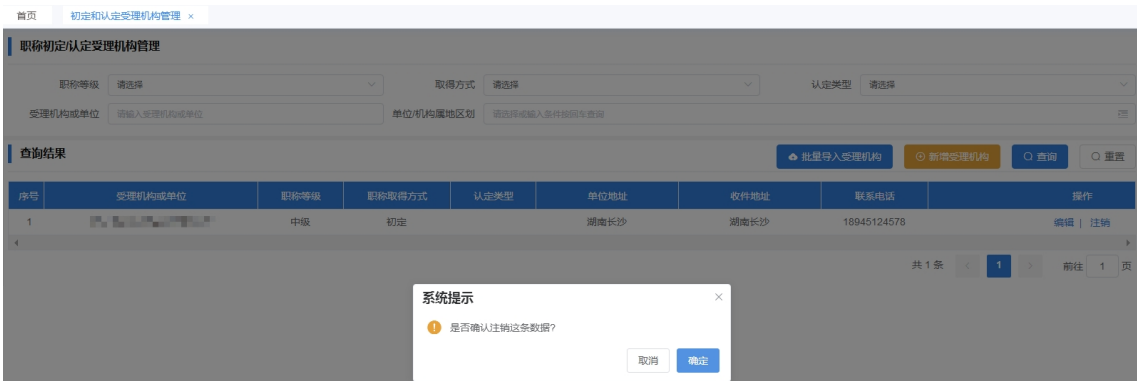 首页 初定和认定受理机构管理 ×
职称初定/认定受理机构管理
职称等级 请选择 取得方式 请选择 认定类型 请选择
受理机构或单位 请输入受理机构或单位 单位/机构属地区划 请选择或输入条件按回车查询
查询结果 批量导入受理机构 新增受理机构 查询 重置
序号 受理机构或单位 职称等级 职称取得方式 认定类型 单位地址 收件地址 联系电话 操作
1 中级 初定 湖南长沙 湖南长沙 18945124578 编辑 | 注销
共 1 条 < 1 > 前往 1 页
系统提示 ×
是否确认注销这条数据?
取消 确定